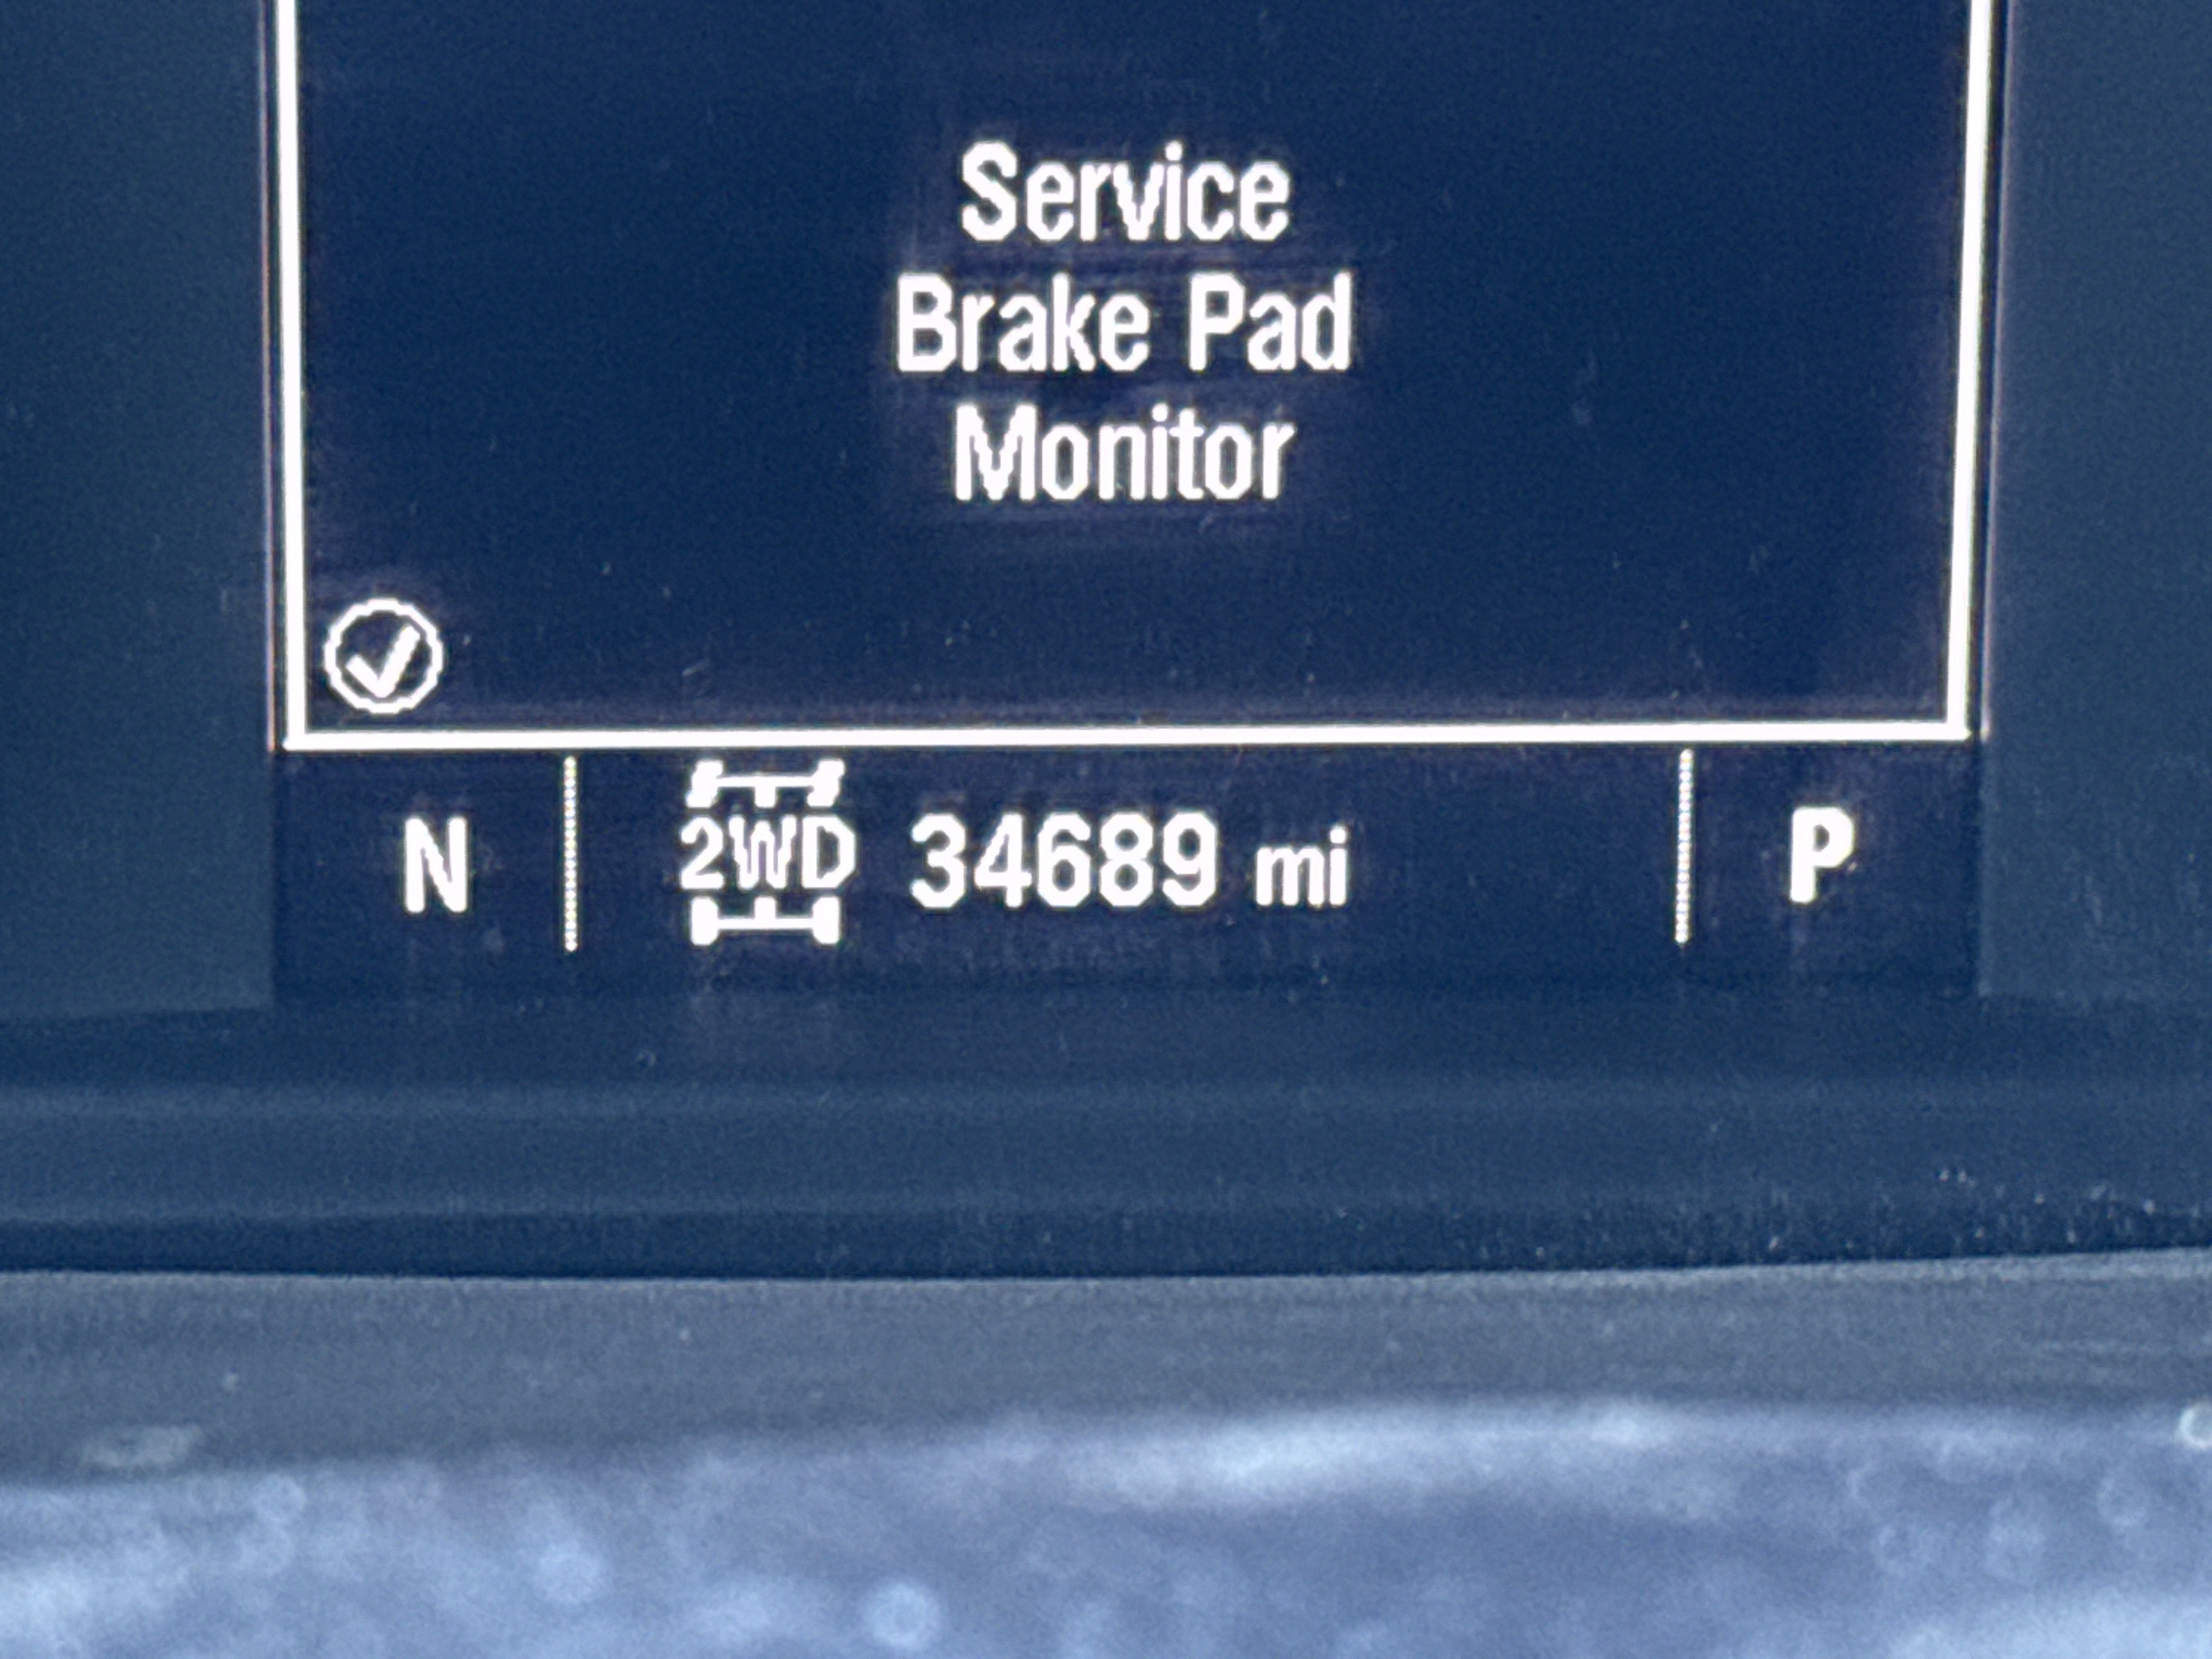 Service
Brake Pad
Monitor
N 2WD 34689 mi P